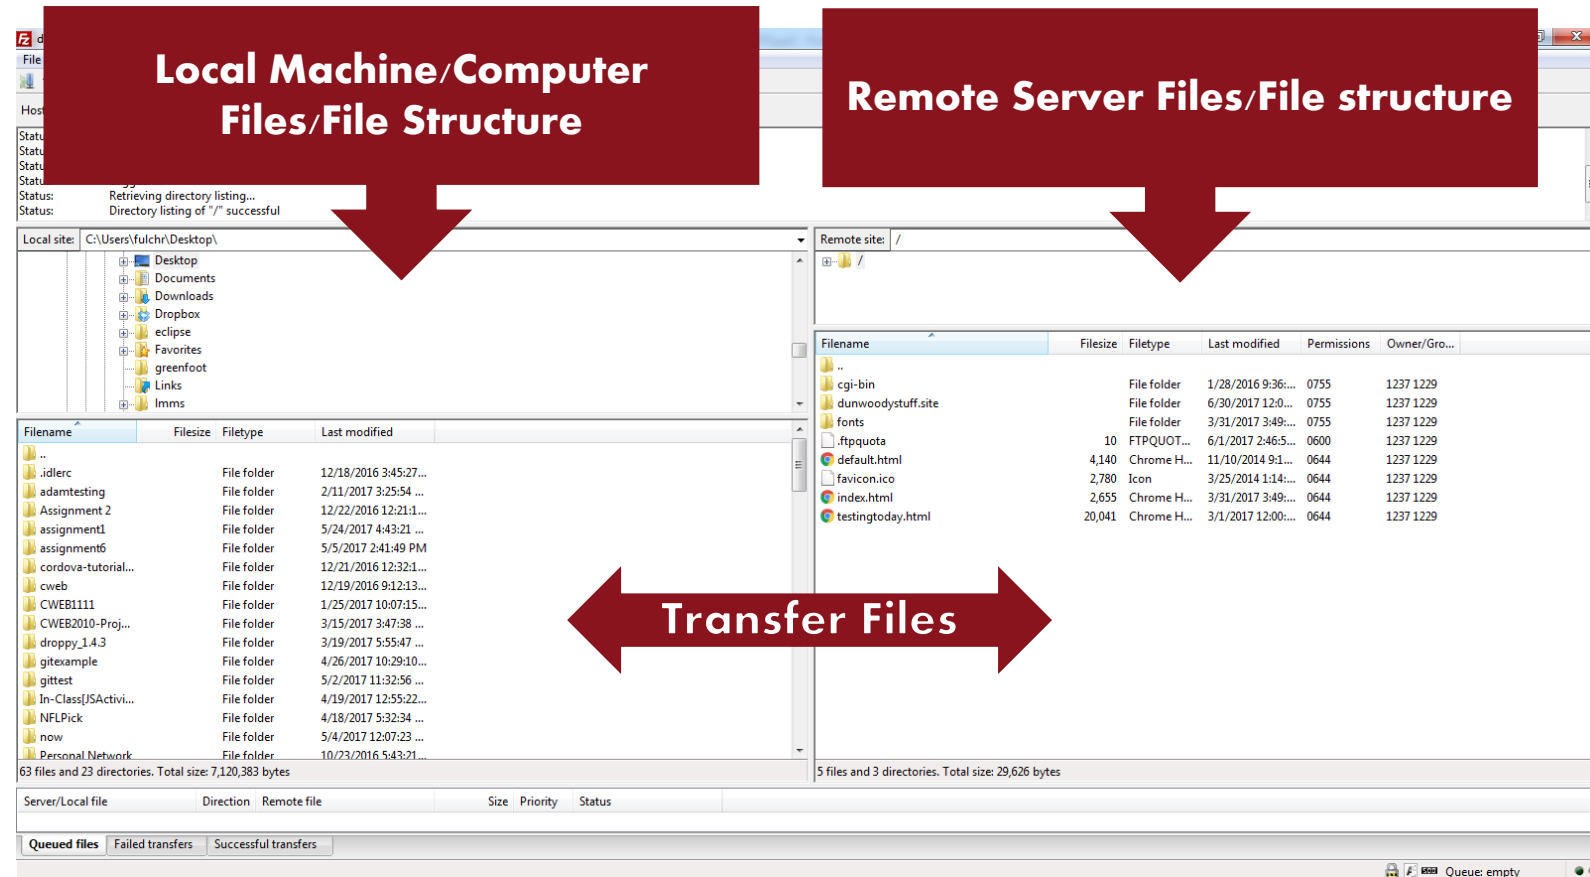 Local Machine/Computer
Files/File Structure
Remote Server Files/File structure
File
Host
Status:	Retrieving directory listing...
Status:	Directory listing of "/" successful
Local site: C:\Users\fulchr\Desktop\
Desktop
Documents
Downloads
Dropbox
eclipse
Favorites
greenfoot
Links
lmms
Remote site: /
/
Filename Filesize Filetype Last modified
..
.idlerc File folder 12/18/2016 3:45:27...
adamtesting File folder 2/11/2017 3:25:54 ...
Assignment 2 File folder 12/22/2016 12:21:1...
assignment1 File folder 5/24/2017 4:43:21 ...
assignment6 File folder 5/5/2017 2:41:49 PM
cordova-tutorial... File folder 12/21/2016 12:32:1...
cweb File folder 12/19/2016 9:12:13...
CWEB1111 File folder 1/25/2017 10:07:15...
CWEB2010-Proj... File folder 3/15/2017 3:47:38 ...
droppy_1.4.3 File folder 3/19/2017 5:55:47 ...
gitexample File folder 4/26/2017 10:29:10...
gittest File folder 5/2/2017 11:32:56 ...
In-Class[JSActivi... File folder 4/19/2017 12:55:22...
NFLPick File folder 4/18/2017 5:32:34 ...
now File folder 5/4/2017 12:07:23 ...
Personal Network File folder 10/23/2016 5:43:21...
63 files and 23 directories. Total size: 7,120,383 bytes
Filename Filesize Filetype Last modified Permissions Owner/Gro...
..
cgi-bin File folder 1/28/2016 9:36:... 0755 1237 1229
dunwoodystuff.site File folder 6/30/2017 12:0... 0755 1237 1229
fonts File folder 3/31/2017 3:49:... 0755 1237 1229
.ftpquota 10 FTPQUOT... 6/1/2017 2:46:5... 0600 1237 1229
default.html 4,140 Chrome H... 11/10/2014 9:1... 0644 1237 1229
favicon.ico 2,780 Icon 3/25/2014 1:14:... 0644 1237 1229
index.html 2,655 Chrome H... 3/31/2017 3:49:... 0644 1237 1229
testingtoday.html 20,041 Chrome H... 3/1/2017 12:00:... 0644 1237 1229
Transfer Files
5 files and 3 directories. Total size: 29,626 bytes
Server/Local file Direction Remote file Size Priority Status
Queued files Failed transfers Successful transfers
Queue: empty